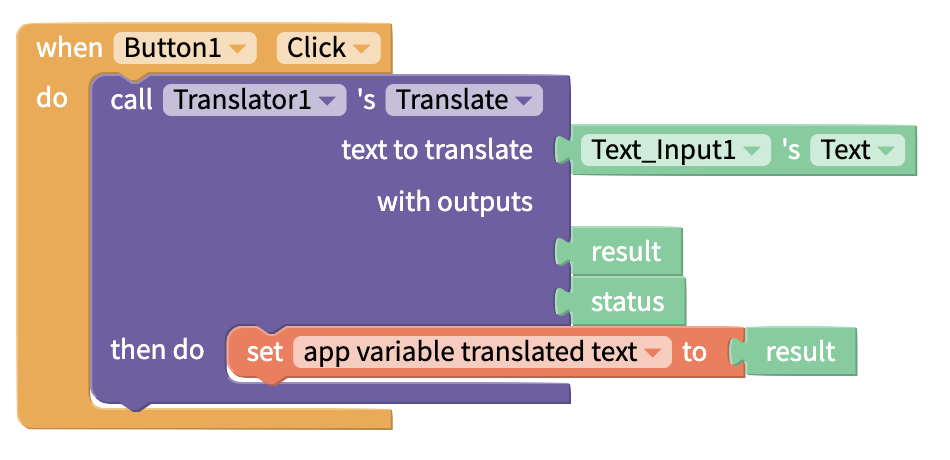 when Button1 Click
do call Translator1 's Translate
text to translate Text_Input1 's Text
with outputs
result
status
then do set app variable translated text to result